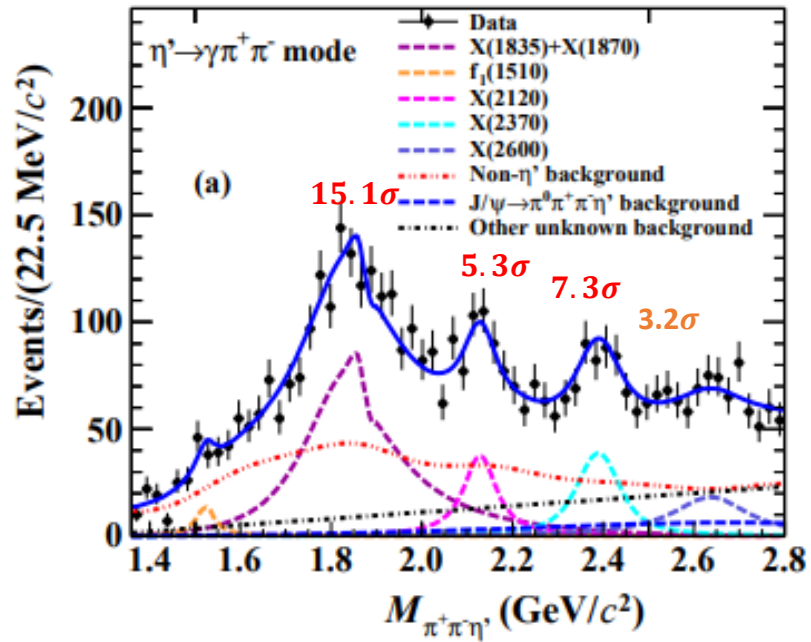 η'→γπ⁺π⁻ mode
Data
X(1835)+X(1870)
f₁(1510)
X(2120)
X(2370)
X(2600)
Non-η' background
J/ψ→π⁰π⁺π⁻η' background
Other unknown background
(a)
15.1σ
5.3σ
7.3σ
3.2σ
Events/(22.5 MeV/c²)
200
150
100
50
0
1.4 1.6 1.8 2.0 2.2 2.4 2.6 2.8
M_π⁺π⁻η' (GeV/c²)